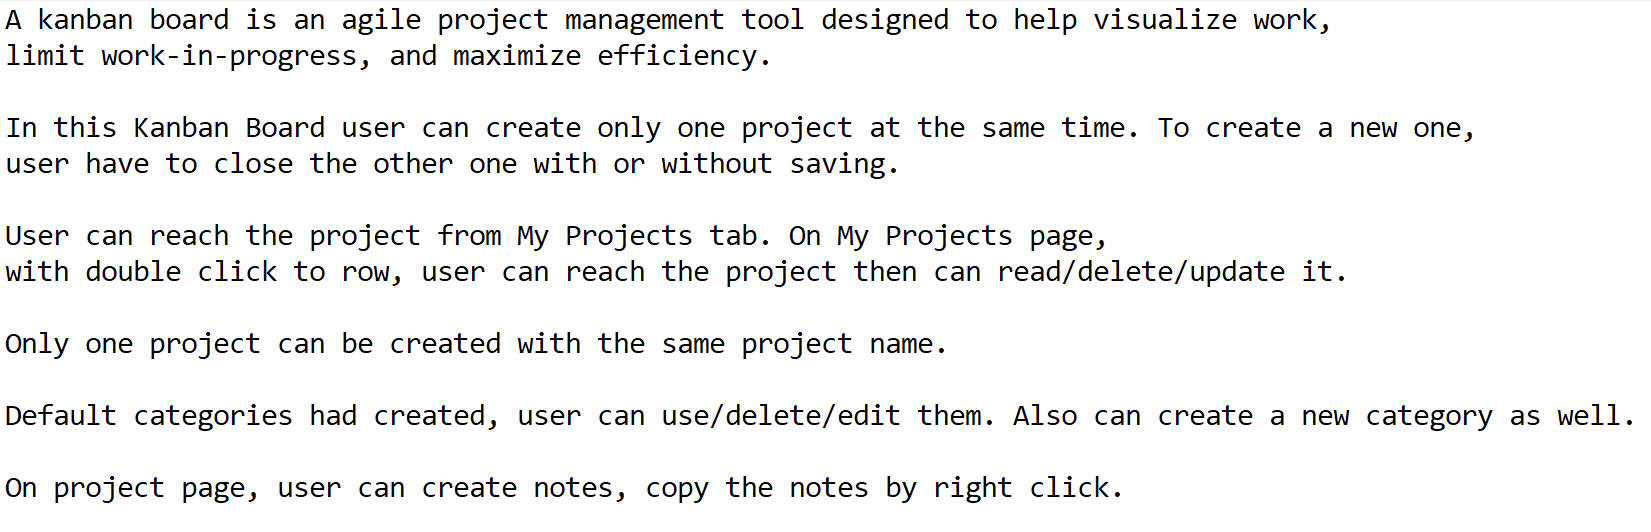 A kanban board is an agile project management tool designed to help visualize work,
limit work-in-progress, and maximize efficiency.
In this Kanban Board user can create only one project at the same time. To create a new one,
user have to close the other one with or without saving.
User can reach the project from My Projects tab. On My Projects page,
with double click to row, user can reach the project then can read/delete/update it.
Only one project can be created with the same project name.
Default categories had created, user can use/delete/edit them. Also can create a new category as well.
On project page, user can create notes, copy the notes by right click.